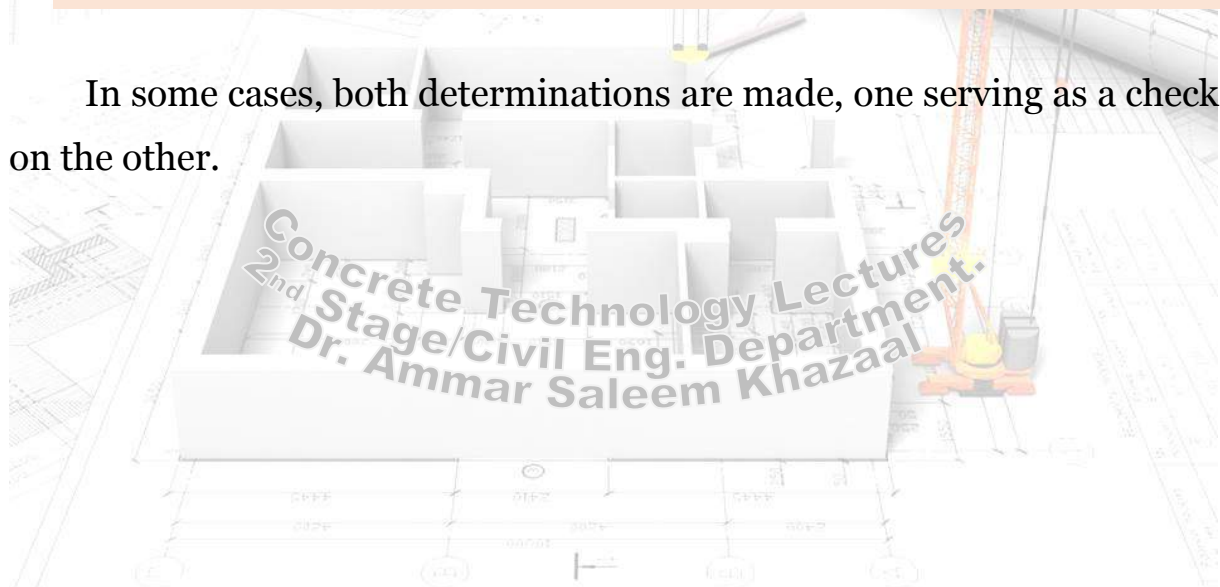 In some cases, both determinations are made, one serving as a check
on the other.
Concrete Technology Lectures
2nd Stage/Civil Eng. Department.
Dr. Ammar Saleem Khazaal